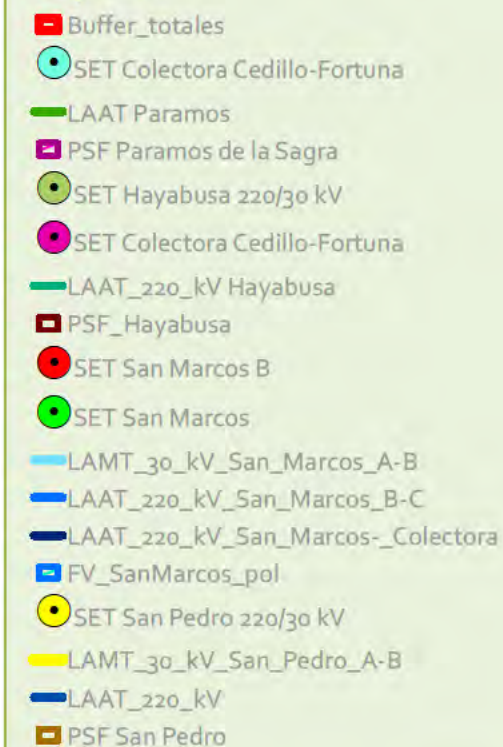 Buffer_totales
SET Colectora Cedillo-Fortuna
LAAT Paramos
PSF Paramos de la Sagra
SET Hayabusa 220/30 kV
SET Colectora Cedillo-Fortuna
LAAT_220_kV Hayabusa
PSF_Hayabusa
SET San Marcos B
SET San Marcos
LAMT_30_kV_San_Marcos_A-B
LAAT_220_kV_San_Marcos_B-C
LAAT_220_kV_San_Marcos-_Colectora
FV_SanMarcos_pol
SET San Pedro 220/30 kV
LAMT_30_kV_San_Pedro_A-B
LAAT_220_kV
PSF San Pedro